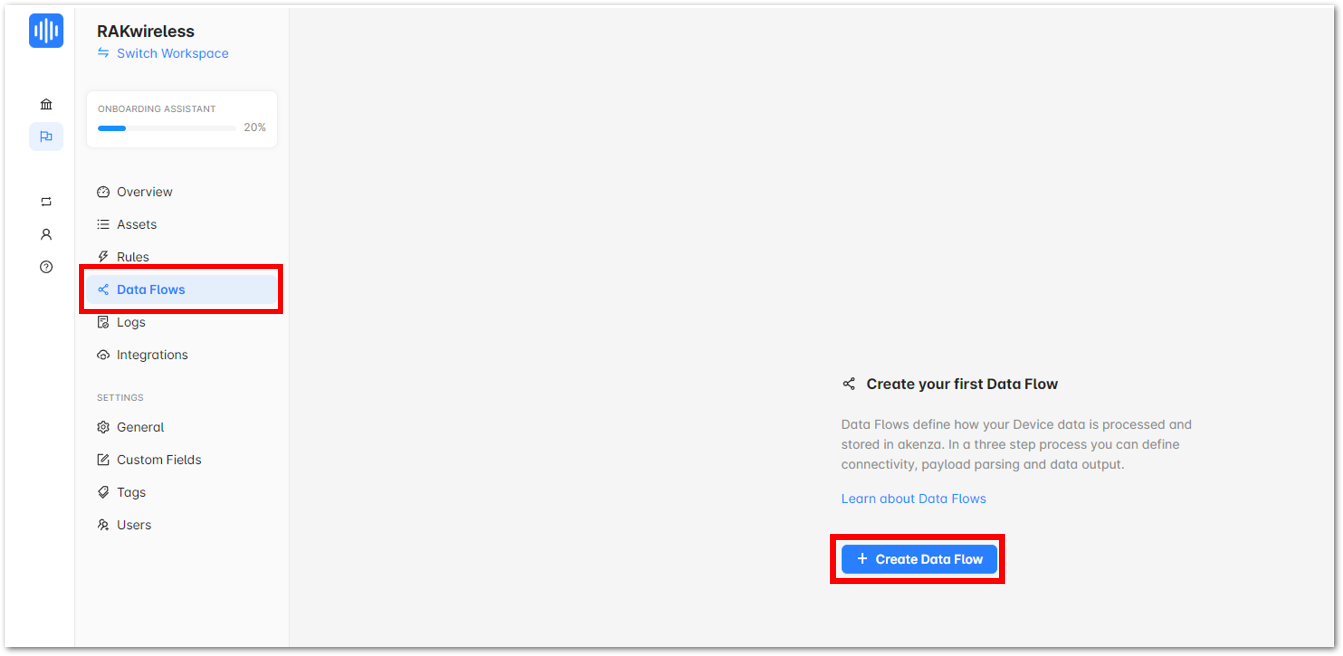 RAKwireless
Switch Workspace
ONBOARDING ASSISTANT
20%
Overview
Assets
Rules
Data Flows
Logs
Integrations
SETTINGS
General
Custom Fields
Tags
Users
Create your first Data Flow
Data Flows define how your Device data is processed and
stored in akenza. In a three step process you can define
connectivity, payload parsing and data output.
Learn about Data Flows
+ Create Data Flow